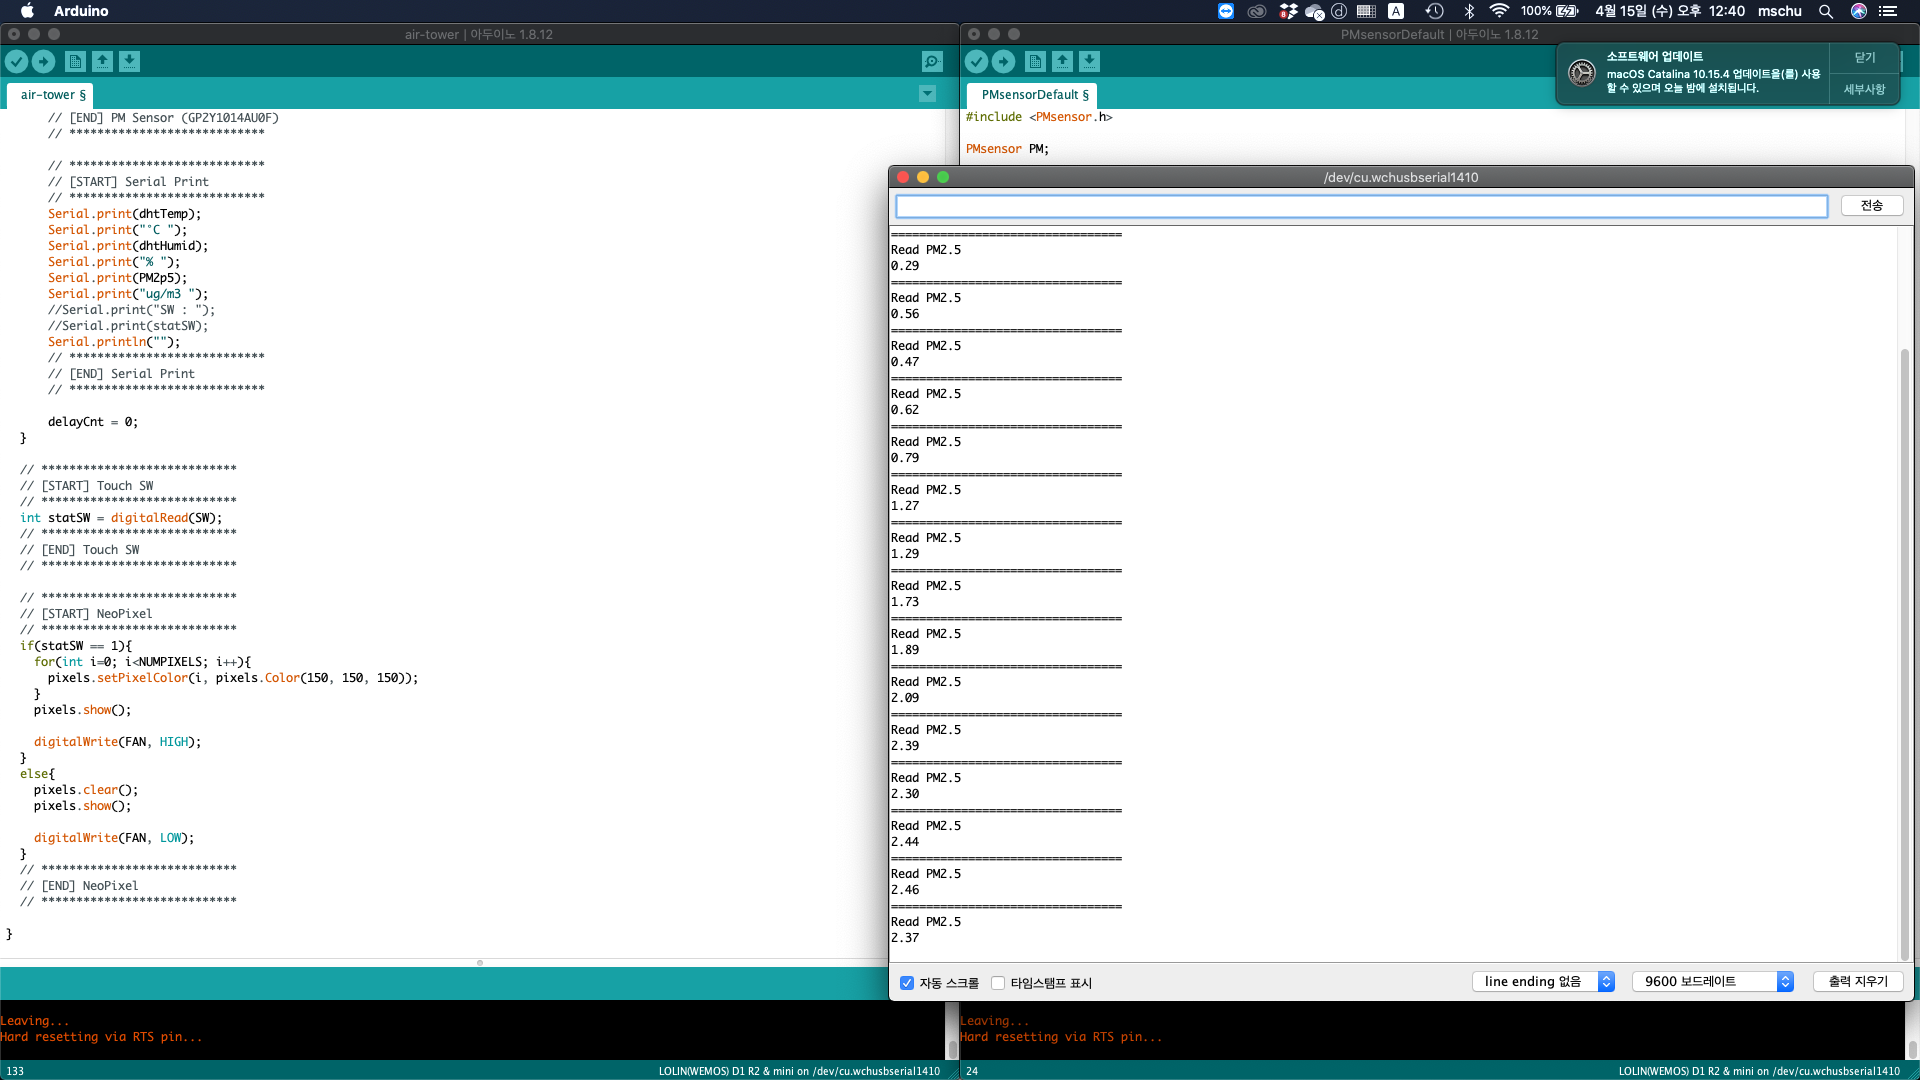 Arduino
100%
4월 15일 (수) 오후 12:40
mschu
air-tower | 아두이노 1.8.12
air-tower §
// [END] PM Sensor (GP2Y1014AU0F)
// ****************************
// ****************************
// [START] Serial Print
// ****************************
Serial.print(dhtTemp);
Serial.print("°C ");
Serial.print(dhtHumid);
Serial.print("% ");
Serial.print(PM2p5);
Serial.print("ug/m3 ");
//Serial.print("SW : ");
//Serial.print(statSW);
Serial.println("");
// ****************************
// [END] Serial Print
// ****************************
delayCnt = 0;
}
// ****************************
// [START] Touch SW
// ****************************
int statSW = digitalRead(SW);
// ****************************
// [END] Touch SW
// ****************************
// ****************************
// [START] NeoPixel
// ****************************
if(statSW == 1){
for(int i=0; i<NUMPIXELS; i++){
pixels.setPixelColor(i, pixels.Color(150, 150, 150));
}
pixels.show();
digitalWrite(FAN, HIGH);
}
else{
pixels.clear();
pixels.show();
digitalWrite(FAN, LOW);
}
// ****************************
// [END] NeoPixel
// ****************************
}
Leaving...
Hard resetting via RTS pin...
133
LOLIN(WEMOS) D1 R2 & mini on /dev/cu.wchusbserial1410
PMsensorDefault | 아두이노 1.8.12
PMsensorDefault §
#include <PMsensor.h>
PMsensor PM;
소프트웨어 업데이트
macOS Catalina 10.15.4 업데이트을(를) 사용
할 수 있으며 오늘 밤에 설치됩니다.
닫기
세부사항
/dev/cu.wchusbserial1410
전송
=================================
Read PM2.5
0.29
=================================
Read PM2.5
0.56
=================================
Read PM2.5
0.47
=================================
Read PM2.5
0.62
=================================
Read PM2.5
0.79
=================================
Read PM2.5
1.27
=================================
Read PM2.5
1.29
=================================
Read PM2.5
1.73
=================================
Read PM2.5
1.89
=================================
Read PM2.5
2.09
=================================
Read PM2.5
2.39
=================================
Read PM2.5
2.30
=================================
Read PM2.5
2.44
=================================
Read PM2.5
2.46
=================================
Read PM2.5
2.37
자동 스크롤
타임스탬프 표시
line ending 없음
9600 보드레이트
출력 지우기
Leaving...
Hard resetting via RTS pin...
24
LOLIN(WEMOS) D1 R2 & mini on /dev/cu.wchusbserial1410